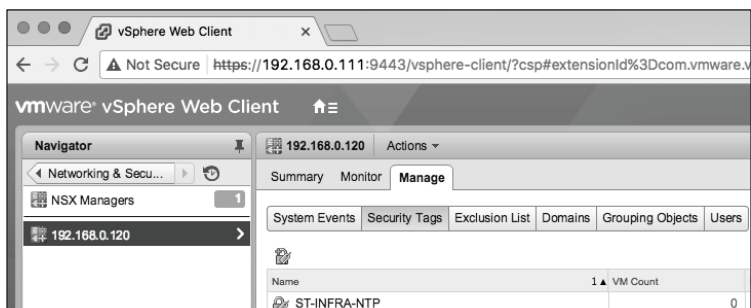 vSphere Web Client
Not Secure https://192.168.0.111:9443/vsphere-client/?csp#extensionId%3Dcom.vmware.v
vmware® vSphere Web Client
Navigator
Networking & Secu...
NSX Managers 1
192.168.0.120
192.168.0.120 Actions
Summary Monitor Manage
System Events Security Tags Exclusion List Domains Grouping Objects Users
Name 1 VM Count
ST-INFRA-NTP 0